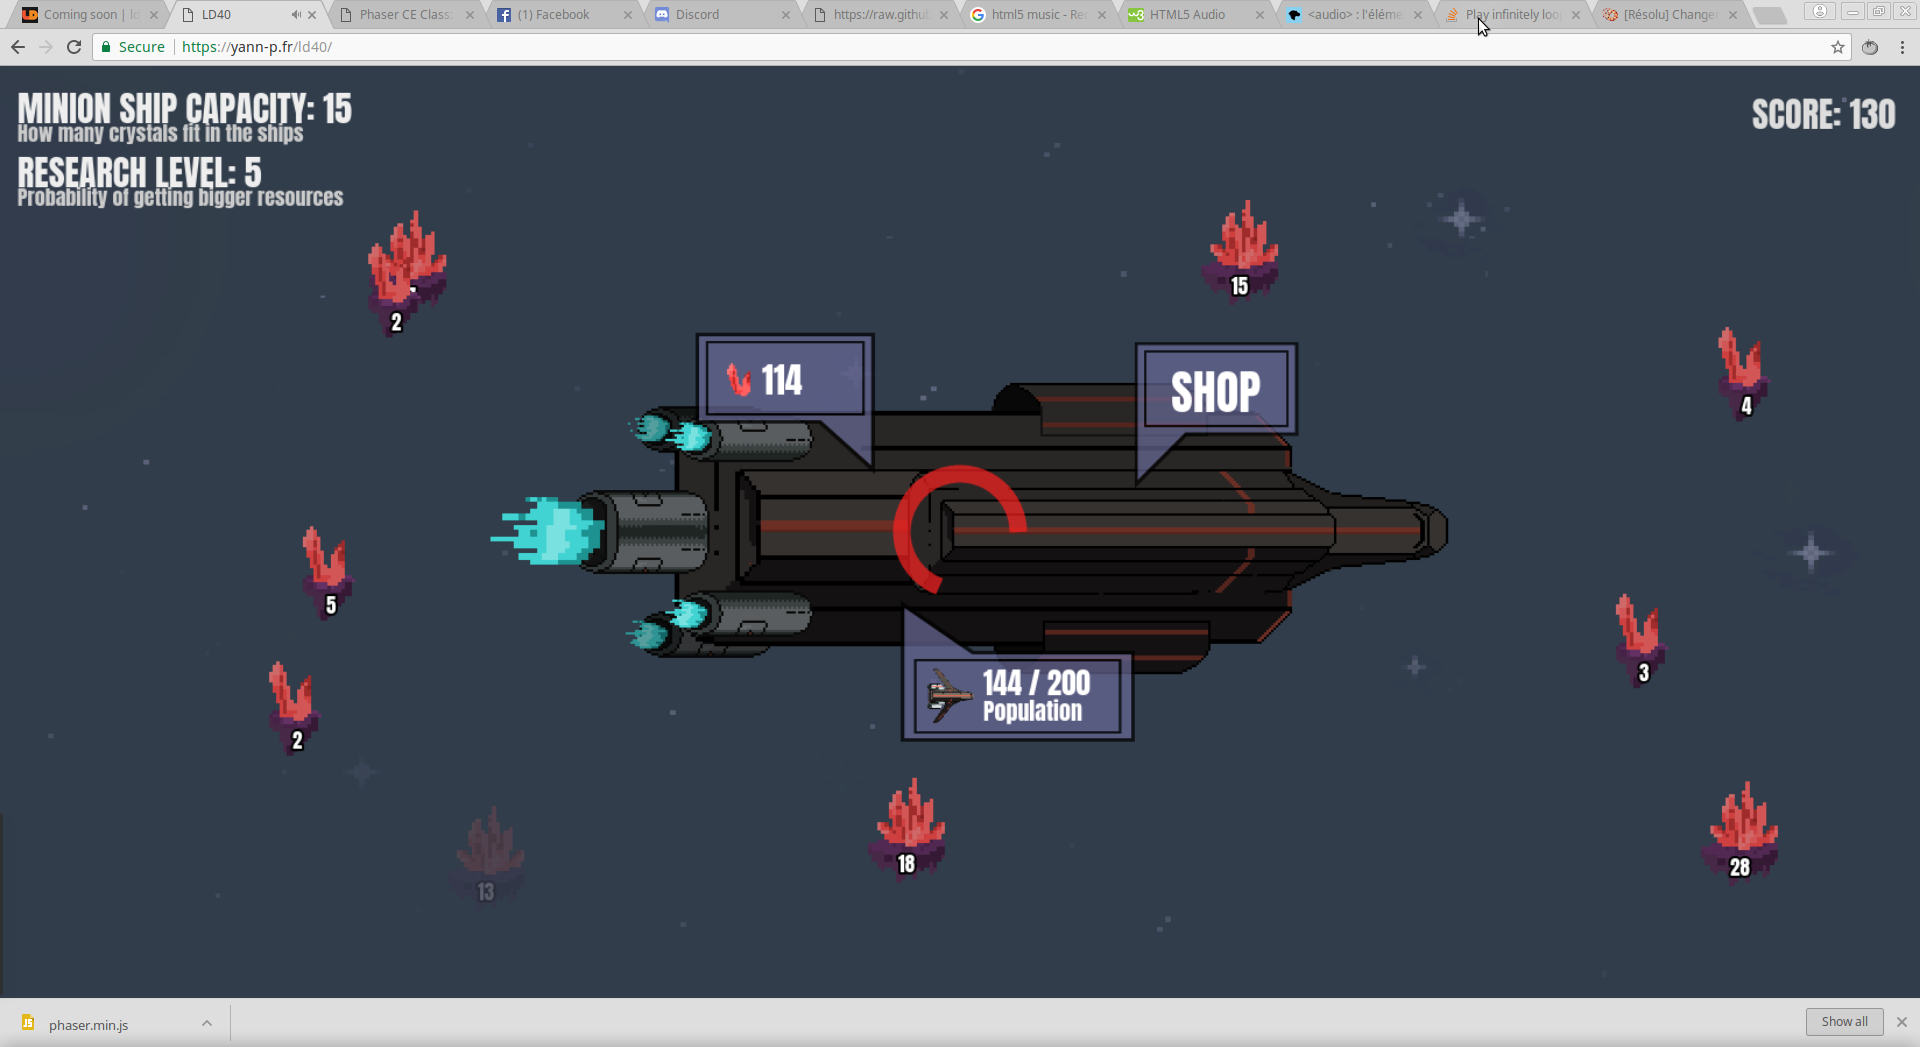 Coming soon | ld
LD40
Phaser CE Class
(1) Facebook
Discord
https://raw.githu
html5 music - Re
HTML5 Audio
<audio> : l'éléme
Play infinitely loo
[Résolu] Change
Secure
https://yann-p.fr/ld40/
MINION SHIP CAPACITY: 15
How many crystals fit in the ships
RESEARCH LEVEL: 5
Probability of getting bigger resources
SCORE: 130
2
15
4
114
SHOP
5
3
144 / 200
Population
2
13
18
28
JS
phaser.min.js
Show all